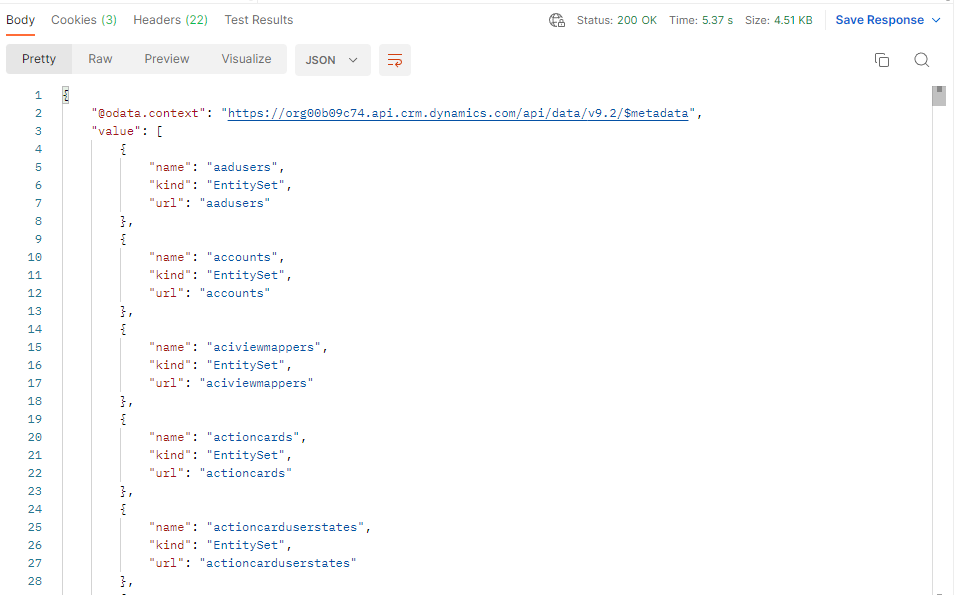 Body Cookies (3) Headers (22) Test Results Status: 200 OK Time: 5.37 s Size: 4.51 KB Save Response
Pretty Raw Preview Visualize JSON
1 {
2 "@odata.context": "https://org00b09c74.api.crm.dynamics.com/api/data/v9.2/$metadata",
3 "value": [
4 {
5 "name": "aadusers",
6 "kind": "EntitySet",
7 "url": "aadusers"
8 },
9 {
10 "name": "accounts",
11 "kind": "EntitySet",
12 "url": "accounts"
13 },
14 {
15 "name": "aciviewmappers",
16 "kind": "EntitySet",
17 "url": "aciviewmappers"
18 },
19 {
20 "name": "actioncards",
21 "kind": "EntitySet",
22 "url": "actioncards"
23 },
24 {
25 "name": "actioncarduserstates",
26 "kind": "EntitySet",
27 "url": "actioncarduserstates"
28 },